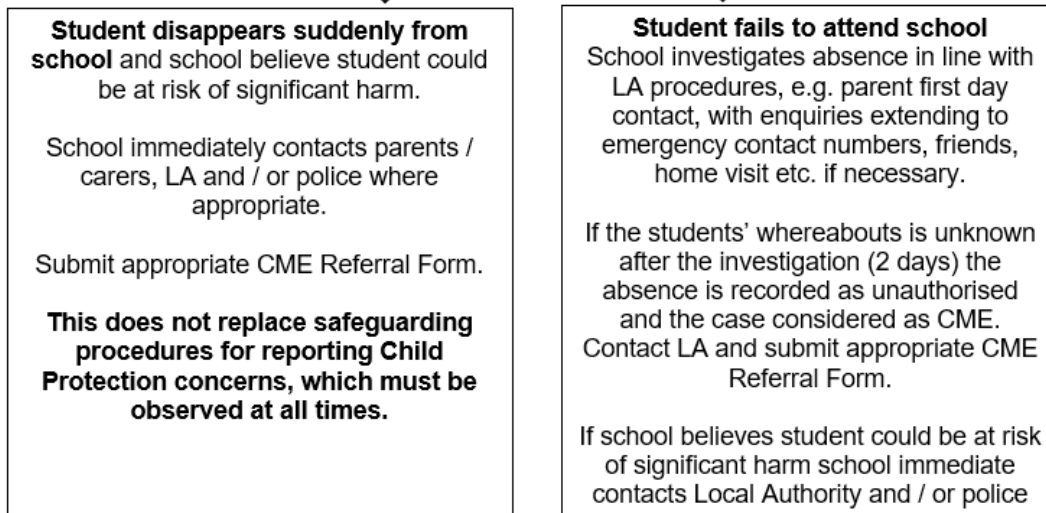 Student disappears suddenly from
school and school believe student could
be at risk of significant harm.
School immediately contacts parents /
carers, LA and / or police where
appropriate.
Submit appropriate CME Referral Form.
This does not replace safeguarding
procedures for reporting Child
Protection concerns, which must be
observed at all times.
Student fails to attend school
School investigates absence in line with
LA procedures, e.g. parent first day
contact, with enquiries extending to
emergency contact numbers, friends,
home visit etc. if necessary.
If the students’ whereabouts is unknown
after the investigation (2 days) the
absence is recorded as unauthorised
and the case considered as CME.
Contact LA and submit appropriate CME
Referral Form.
If school believes student could be at risk
of significant harm school immediate
contacts Local Authority and / or police